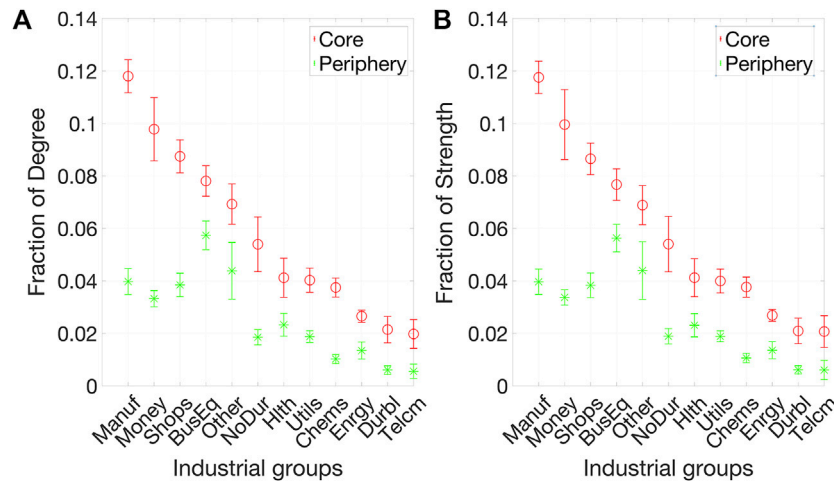 A
Fraction of Degree
0.14
0.12
0.1
0.08
0.06
0.04
0.02
0
Core
Periphery
Manuf
Money
Shops
BusEq
Other
NoDur
Hlth
Utils
Chems
Enrgy
Durbl
Telcm
Industrial groups
B
Fraction of Strength
0.14
0.12
0.1
0.08
0.06
0.04
0.02
0
Core
Periphery
Manuf
Money
Shops
BusEq
Other
NoDur
Hlth
Utils
Chems
Enrgy
Durbl
Telcm
Industrial groups